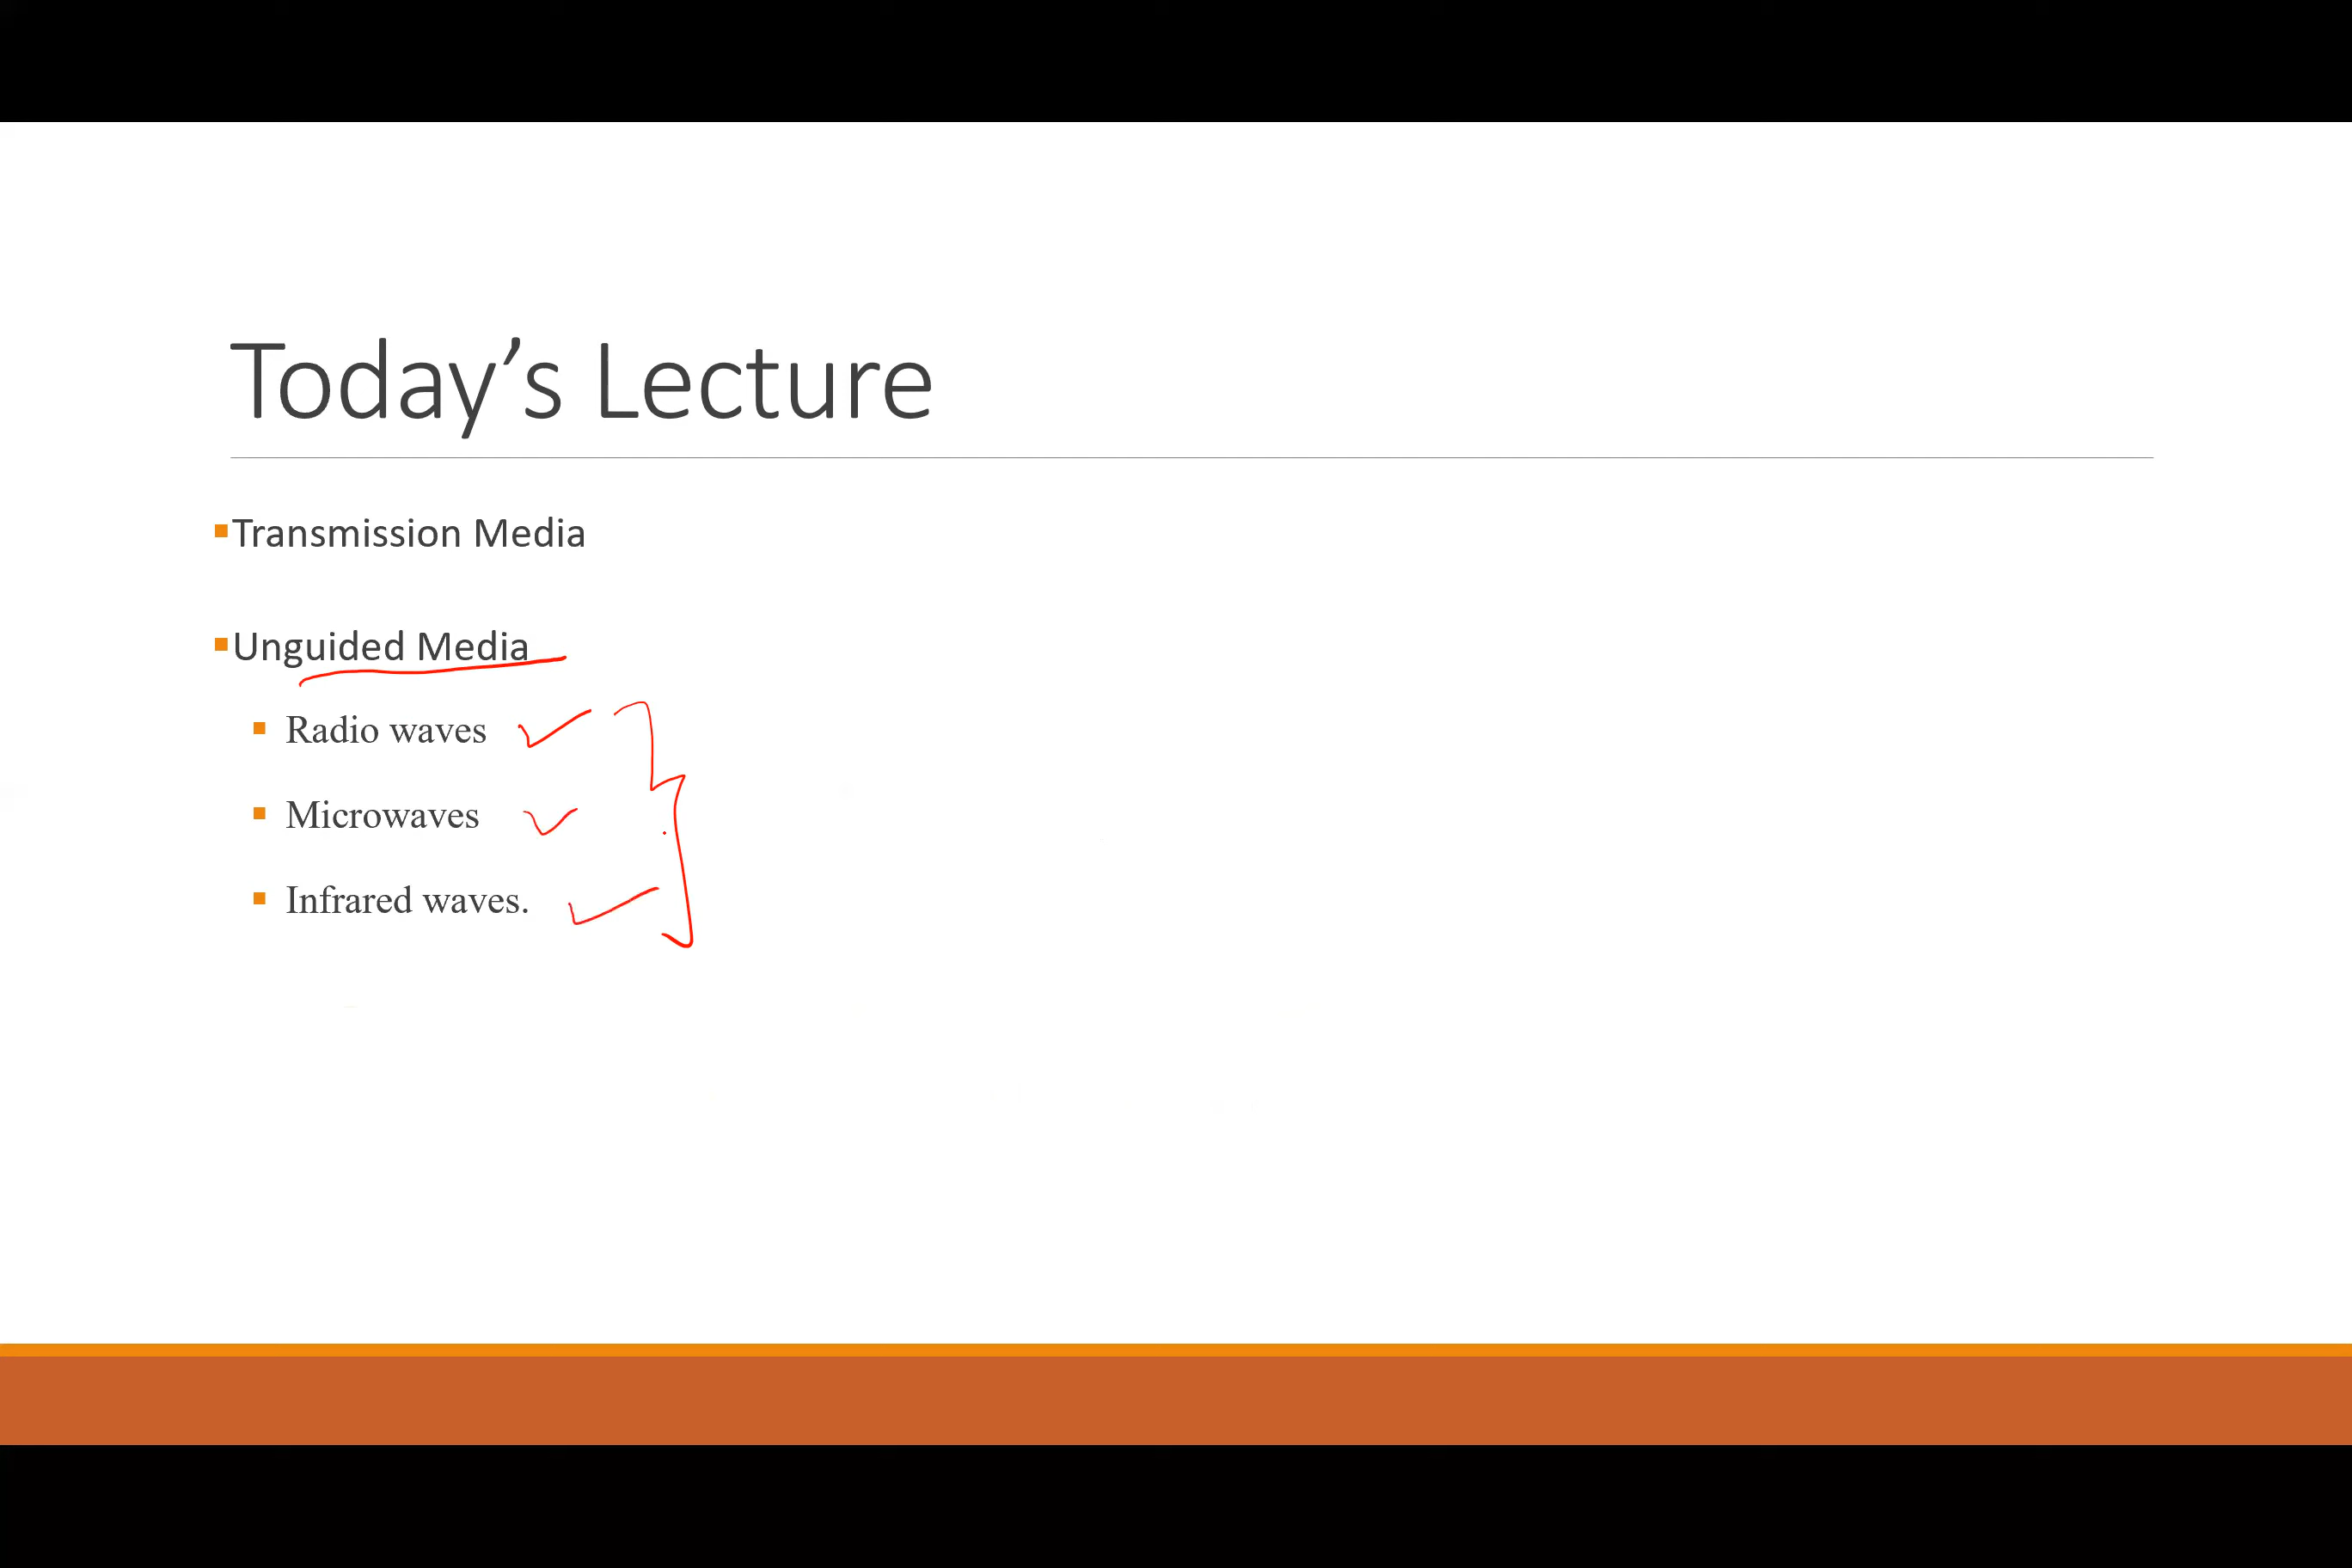 Today’s Lecture
Transmission Media
Unguided Media
Radio waves
Microwaves
Infrared waves.